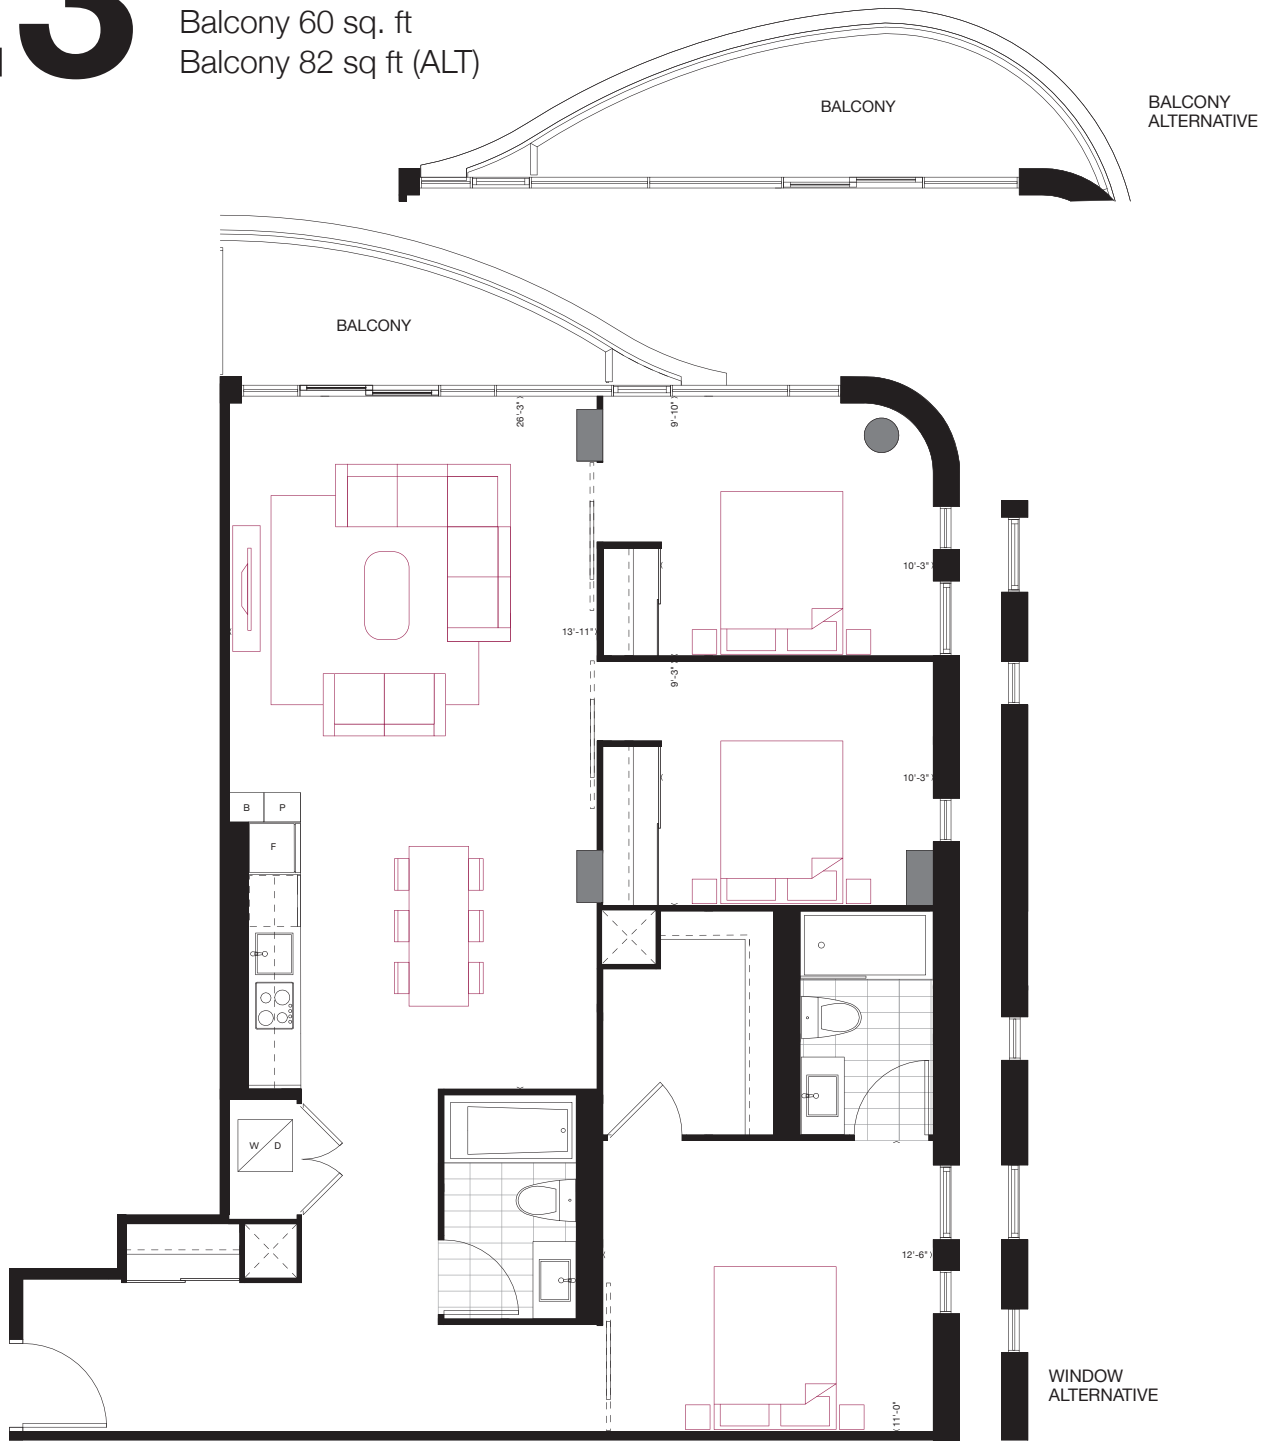 3
Balcony 60 sq. ft
Balcony 82 sq ft (ALT)
BALCONY
BALCONY
ALTERNATIVE
BALCONY
26'-3"
9'-10"
10'-3"
13'-11"
9'-3"
10'-3"
B
P
F
W
D
12'-6"
11'-0"
WINDOW
ALTERNATIVE